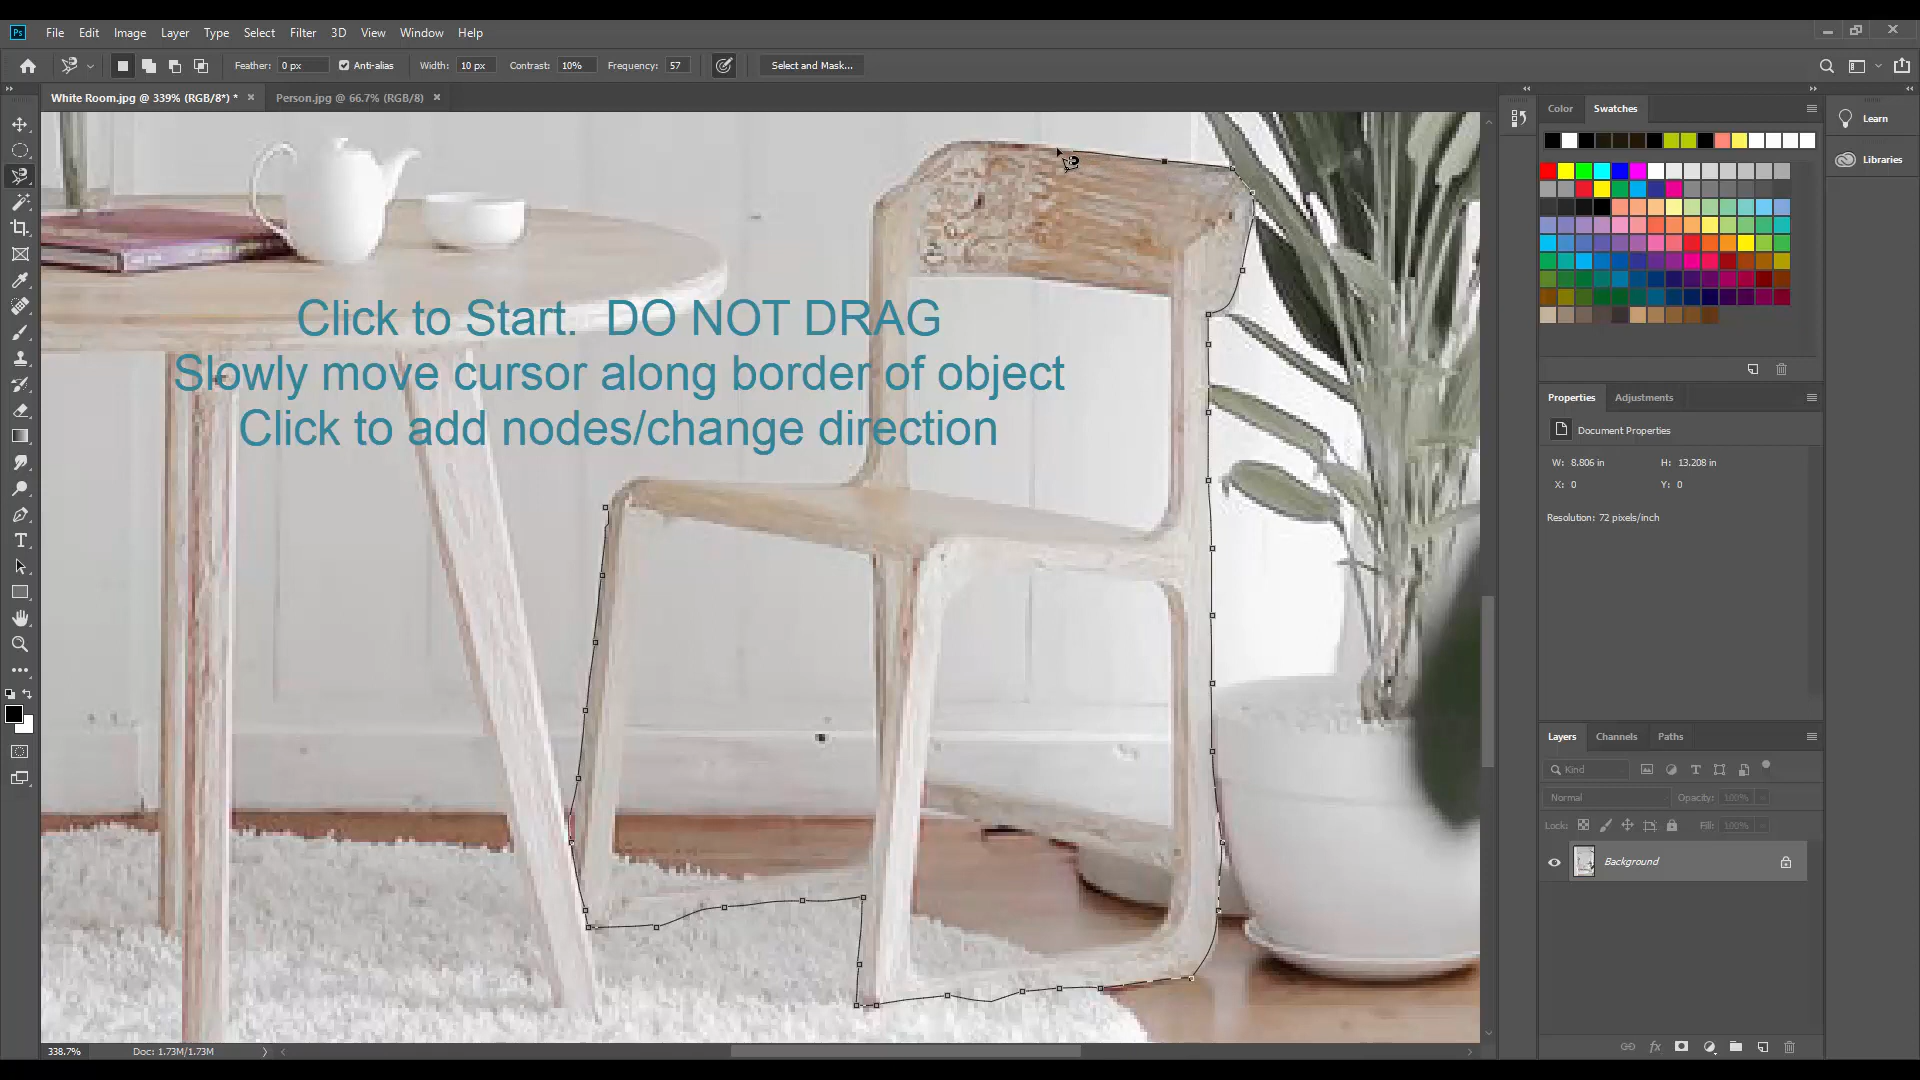 Ps File Edit Image Layer Type Select Filter 3D View Window Help
Feather: 0 px Anti-alias Width: 10 px Contrast: 10% Frequency: 57 Select and Mask...
White Room.jpg @ 339% (RGB/8*) * × Person.jpg @ 66.7% (RGB/8) ×
Color Swatches
Learn
Libraries
Click to Start. DO NOT DRAG
Slowly move cursor along border of object
Click to add nodes/change direction
Properties Adjustments
Document Properties
W: 8.806 in H: 13.208 in
X: 0 Y: 0
Resolution: 72 pixels/inch
Layers Channels Paths
Kind
Normal Opacity: 100%
Lock: Fill: 100%
Background
fx
338.7% Doc: 1.73M/1.73M